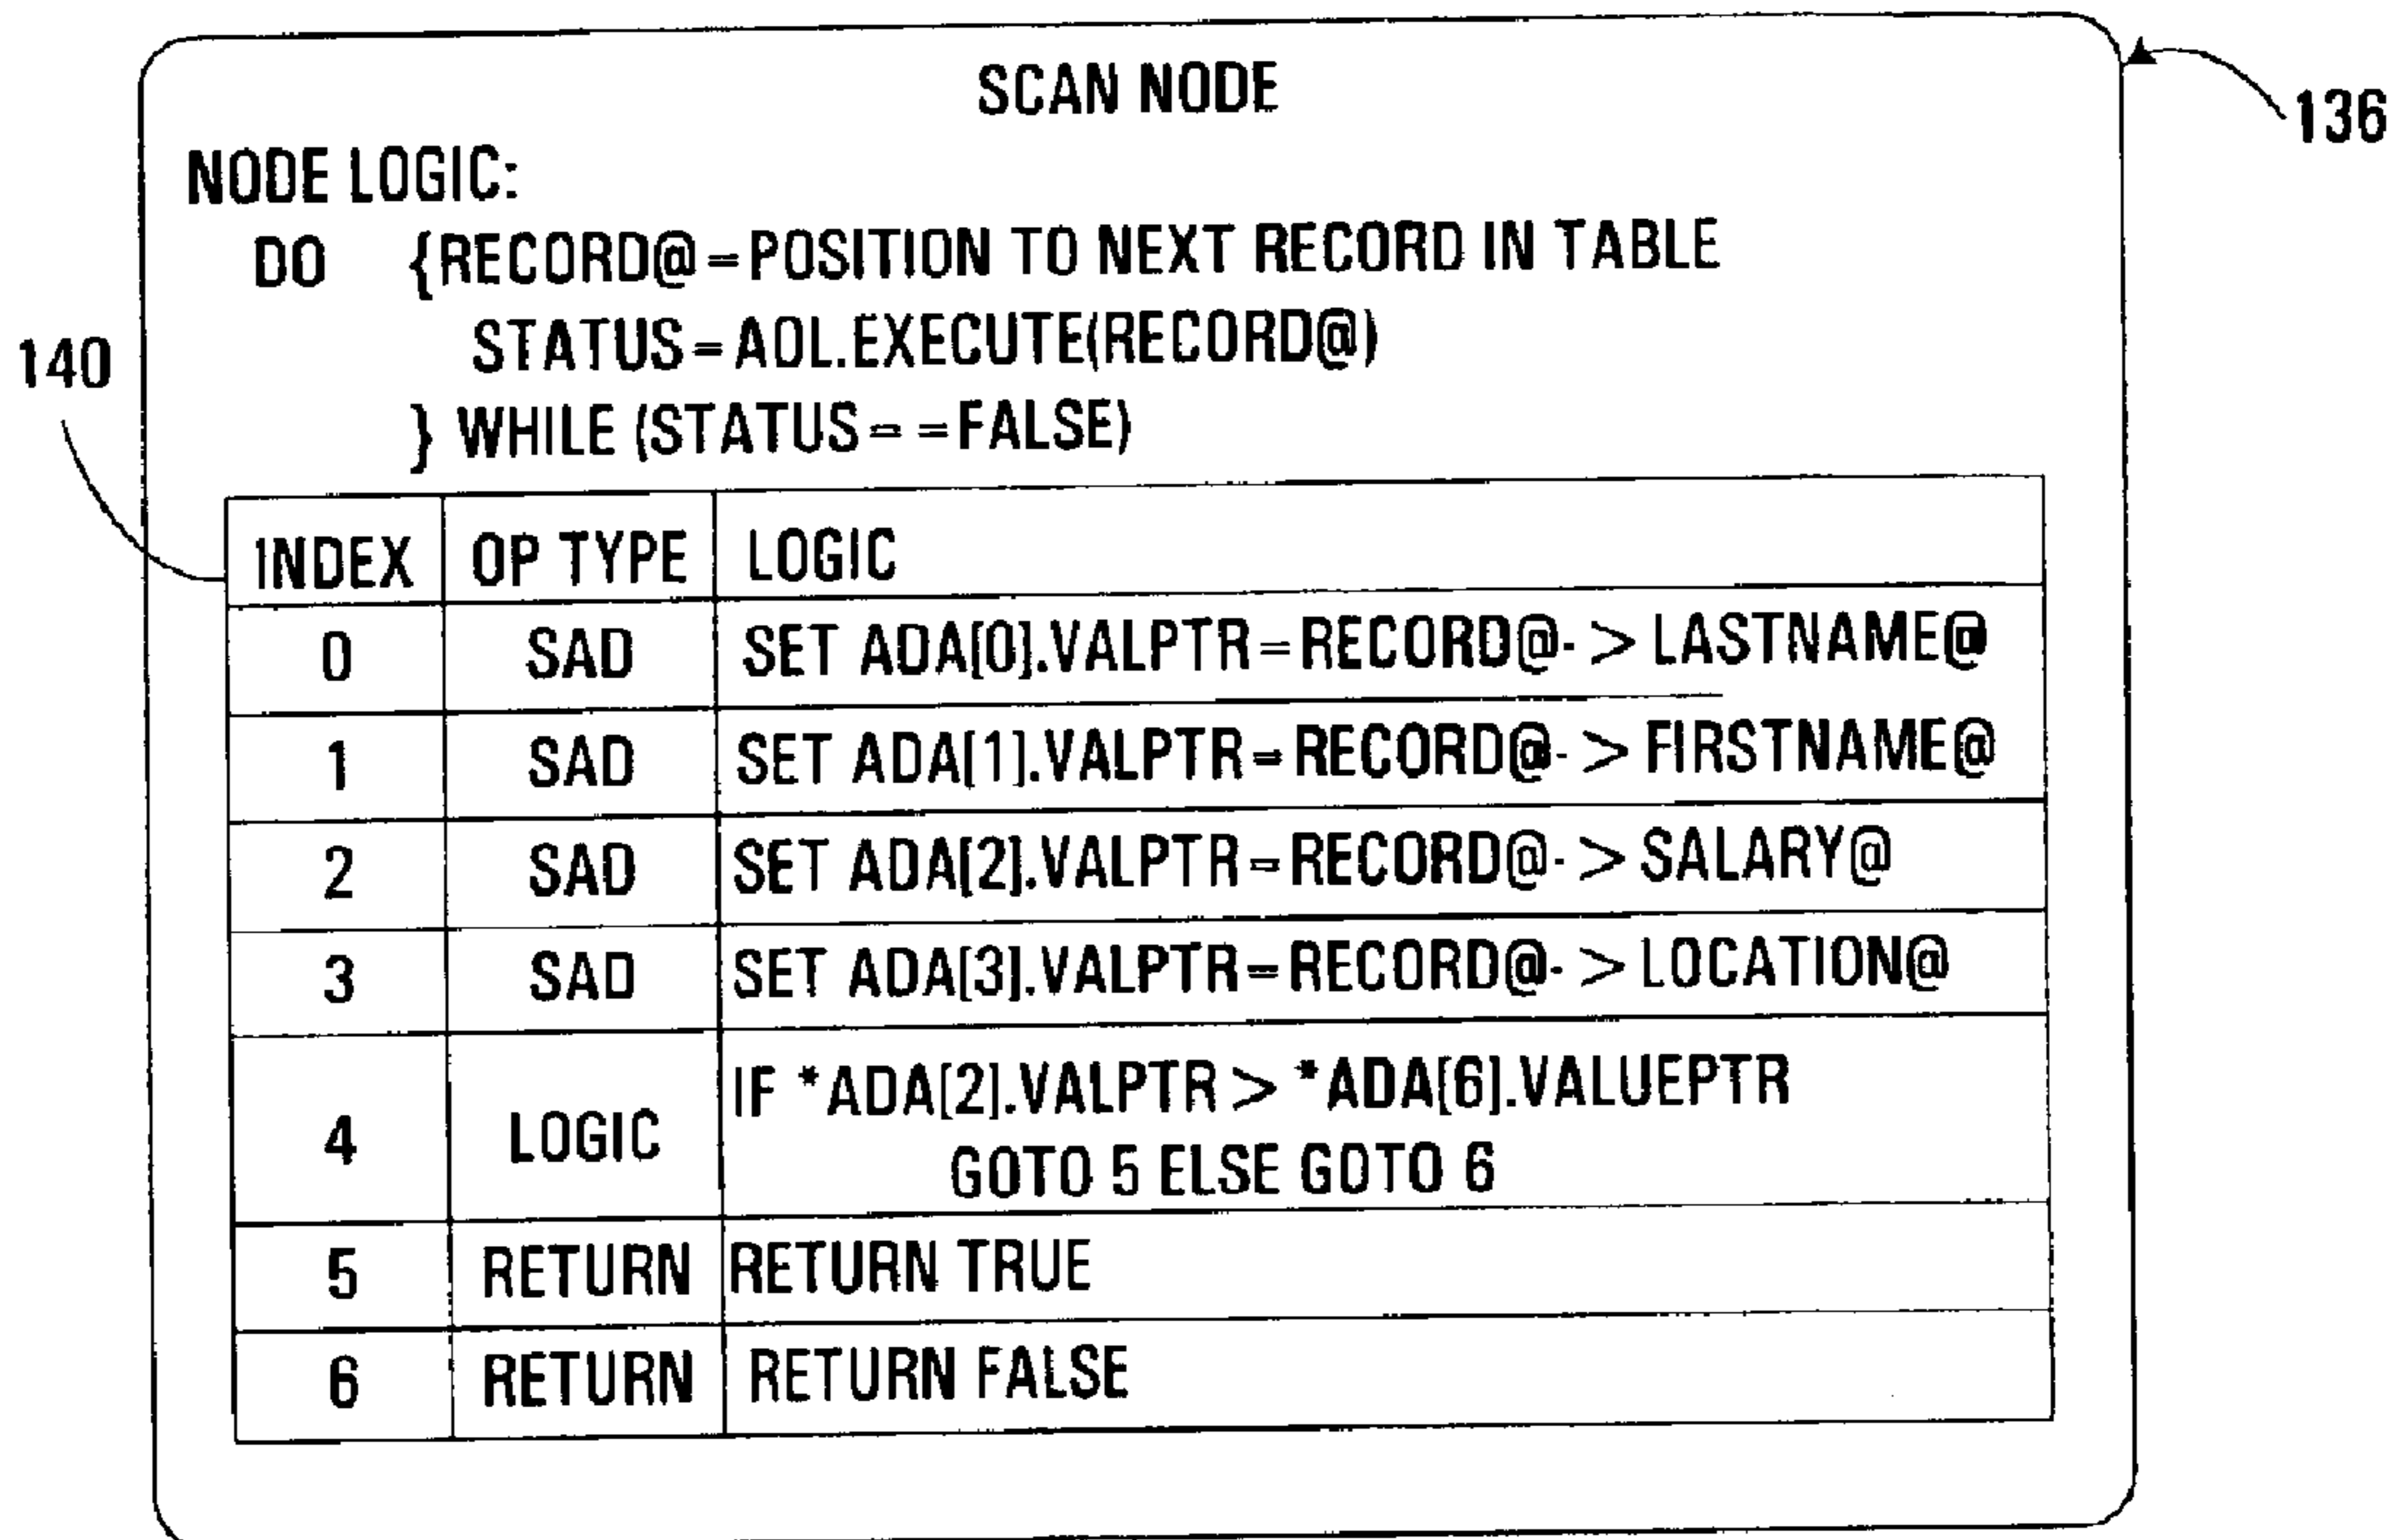 SCAN NODE
136
NODE LOGIC:
DO {RECORD@=POSITION TO NEXT RECORD IN TABLE
STATUS=AOL.EXECUTE(RECORD@)
140
} WHILE (STATUS==FALSE)
INDEX OP TYPE LOGIC
0 SAD SET ADA[0].VALPTR=RECORD@-> LASTNAME@
1 SAD SET ADA[1].VALPTR=RECORD@-> FIRSTNAME@
2 SAD SET ADA[2].VALPTR=RECORD@-> SALARY@
3 SAD SET ADA[3].VALPTR=RECORD@-> LOCATION@
4 LOGIC IF *ADA[2].VALPTR > *ADA[6].VALUEPTR
GOTO 5 ELSE GOTO 6
5 RETURN RETURN TRUE
6 RETURN RETURN FALSE